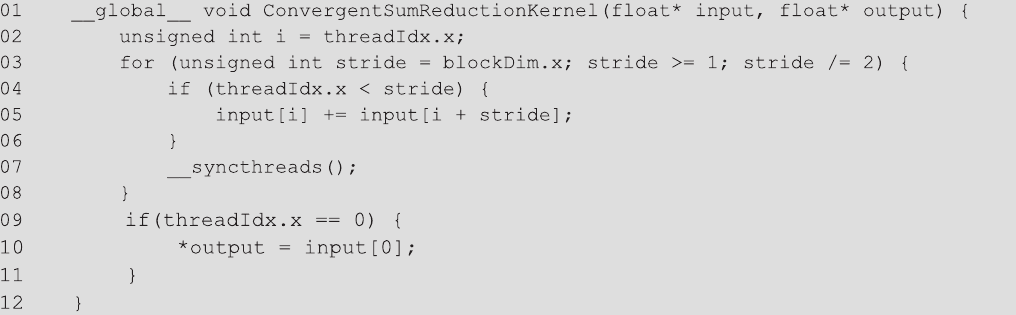 01    __global__ void ConvergentSumReductionKernel(float* input, float* output) {
02        unsigned int i = threadIdx.x;
03        for (unsigned int stride = blockDim.x; stride >= 1; stride /= 2) {
04            if (threadIdx.x < stride) {
05                input[i] += input[i + stride];
06            }
07            __syncthreads();
08        }
09        if(threadIdx.x == 0) {
10            *output = input[0];
11        }
12    }